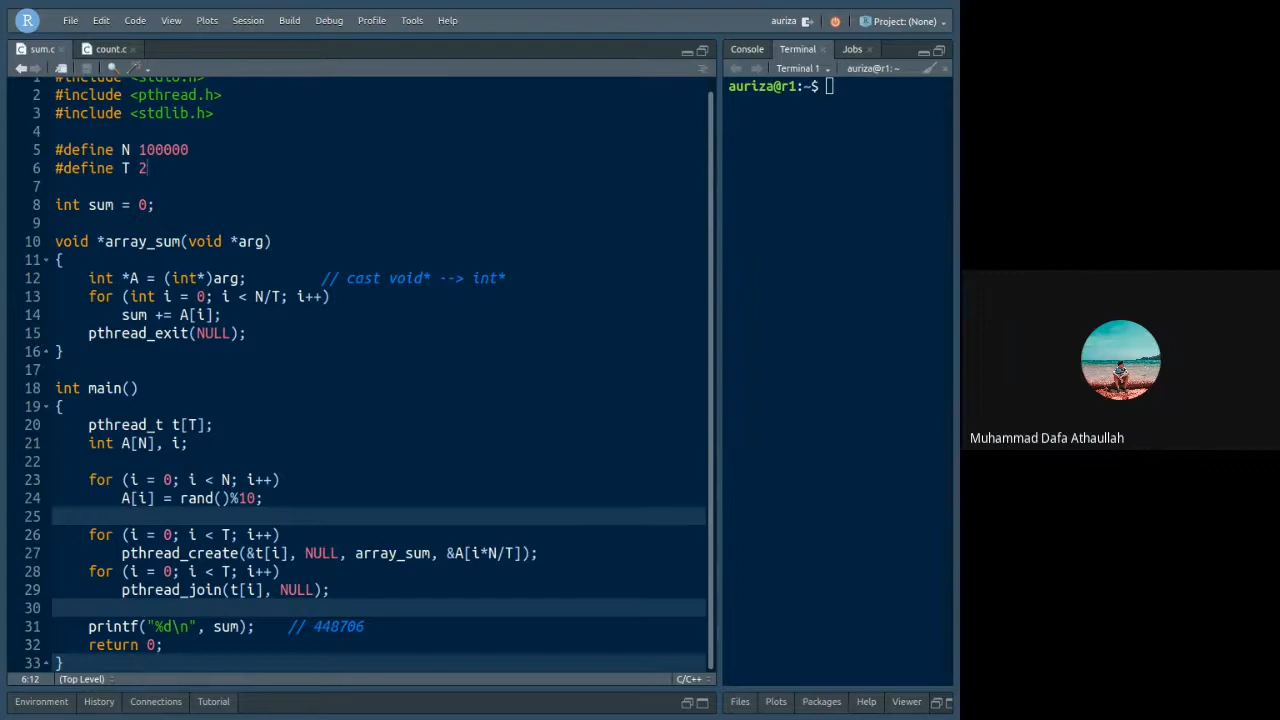 R File Edit Code View Plots Session Build Debug Profile Tools Help auriza Project: (None)
sum.c count.c
1 #include <stdio.h>
2 #include <pthread.h>
3 #include <stdlib.h>
4
5 #define N 100000
6 #define T 2
7
8 int sum = 0;
9
10 void *array_sum(void *arg)
11 {
12 int *A = (int*)arg; // cast void* --> int*
13 for (int i = 0; i < N/T; i++)
14 sum += A[i];
15 pthread_exit(NULL);
16 }
17
18 int main()
19 {
20 pthread_t t[T];
21 int A[N], i;
22
23 for (i = 0; i < N; i++)
24 A[i] = rand()%10;
25
26 for (i = 0; i < T; i++)
27 pthread_create(&t[i], NULL, array_sum, &A[i*N/T]);
28 for (i = 0; i < T; i++)
29 pthread_join(t[i], NULL);
30
31 printf("%d\n", sum); // 448706
32 return 0;
33 }
6:12 (Top Level) C/C++
Environment History Connections Tutorial
Console Terminal Jobs
Terminal 1 auriza@r1: ~
auriza@r1:~$
Files Plots Packages Help Viewer
Muhammad Dafa Athaullah